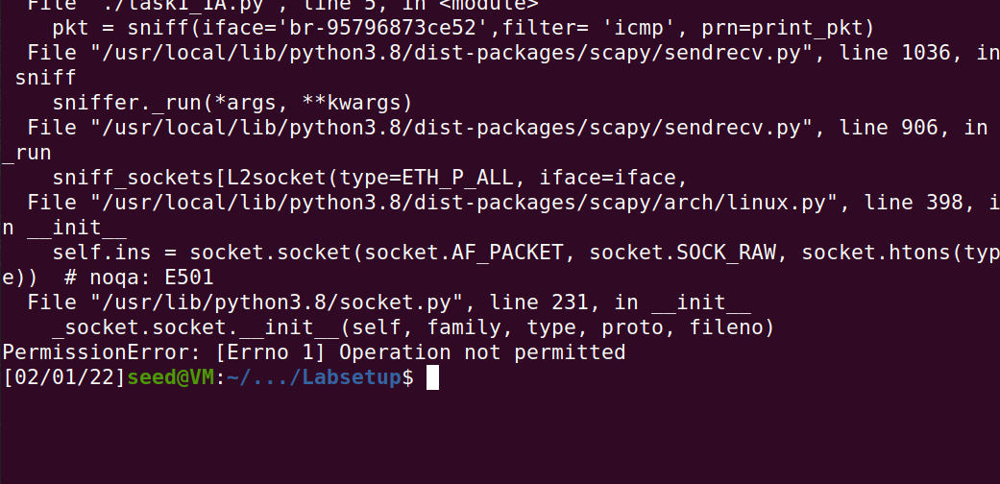 File "./task1_1A.py", line 5, in <module>
    pkt = sniff(iface='br-95796873ce52',filter= 'icmp', prn=print_pkt)
  File "/usr/local/lib/python3.8/dist-packages/scapy/sendrecv.py", line 1036, in
 sniff
    sniffer._run(*args, **kwargs)
  File "/usr/local/lib/python3.8/dist-packages/scapy/sendrecv.py", line 906, in
_run
    sniff_sockets[L2socket(type=ETH_P_ALL, iface=iface,
  File "/usr/local/lib/python3.8/dist-packages/scapy/arch/linux.py", line 398, i
n __init__
    self.ins = socket.socket(socket.AF_PACKET, socket.SOCK_RAW, socket.htons(typ
e))  # noqa: E501
  File "/usr/lib/python3.8/socket.py", line 231, in __init__
    _socket.socket.__init__(self, family, type, proto, fileno)
PermissionError: [Errno 1] Operation not permitted
[02/01/22]seed@VM:~/.../Labsetup$